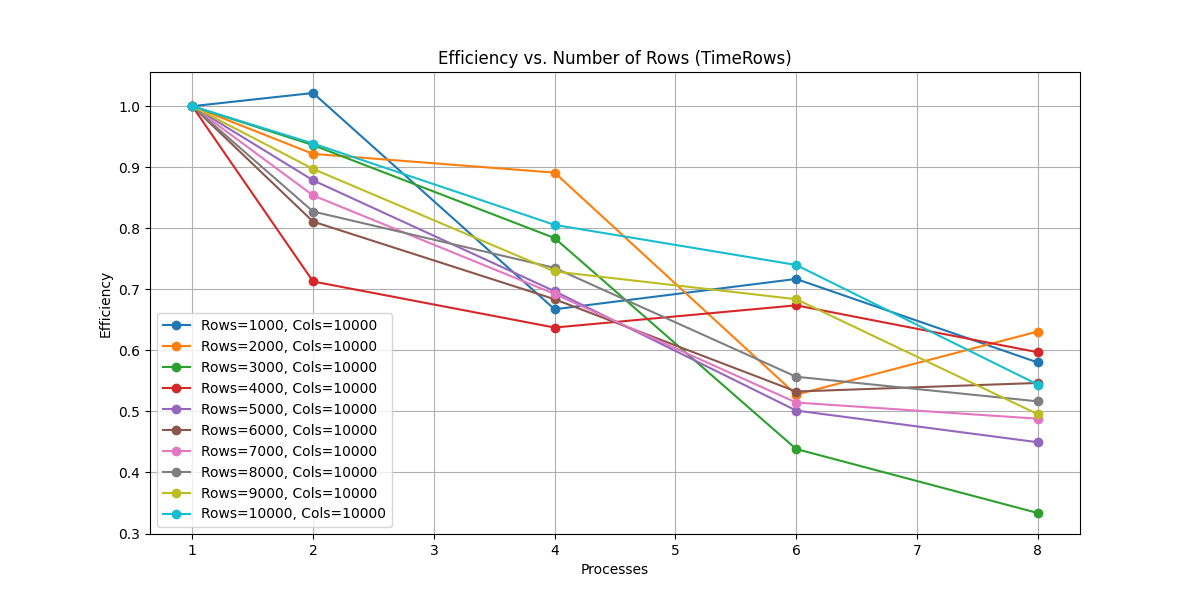 Efficiency vs. Number of Rows (TimeRows)
1.0
0.9
0.8
0.7
0.6
0.5
0.4
0.3
Efficiency
Rows=1000, Cols=10000
Rows=2000, Cols=10000
Rows=3000, Cols=10000
Rows=4000, Cols=10000
Rows=5000, Cols=10000
Rows=6000, Cols=10000
Rows=7000, Cols=10000
Rows=8000, Cols=10000
Rows=9000, Cols=10000
Rows=10000, Cols=10000
1 2 3 4 5 6 7 8
Processes